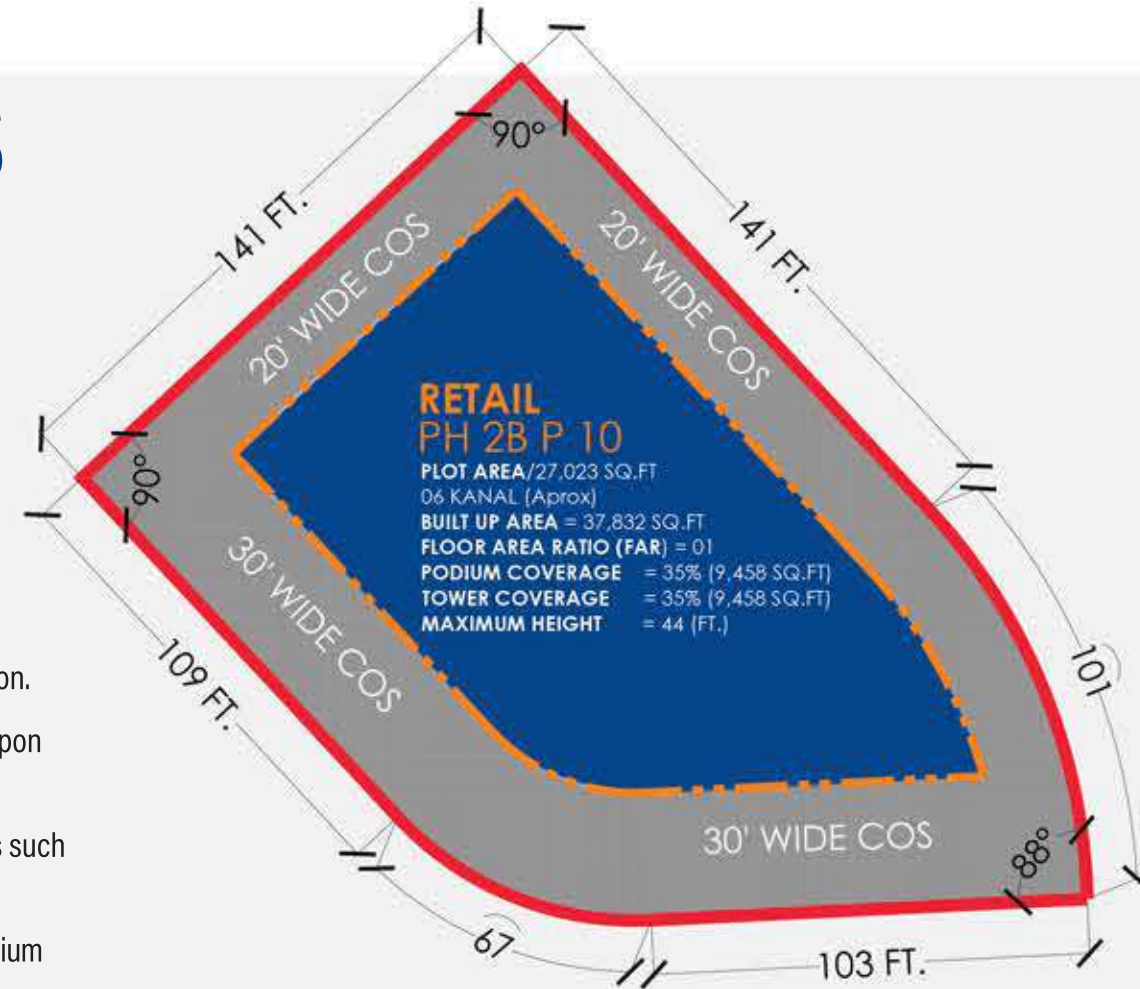 S
90°
141 FT.
141 FT.
20' WIDE COS
20' WIDE COS
RETAIL
PH 2B P 10
PLOT AREA/27,023 SQ.FT
06 KANAL (Aprox)
BUILT UP AREA = 37,832 SQ.FT
FLOOR AREA RATIO (FAR) = 01
PODIUM COVERAGE = 35% (9,458 SQ.FT)
TOWER COVERAGE = 35% (9,458 SQ.FT)
MAXIMUM HEIGHT = 44 (FT.)
90°
30' WIDE COS
109 FT.
101
on.
pon
s such
ium
30' WIDE COS
88°
67
103 FT.